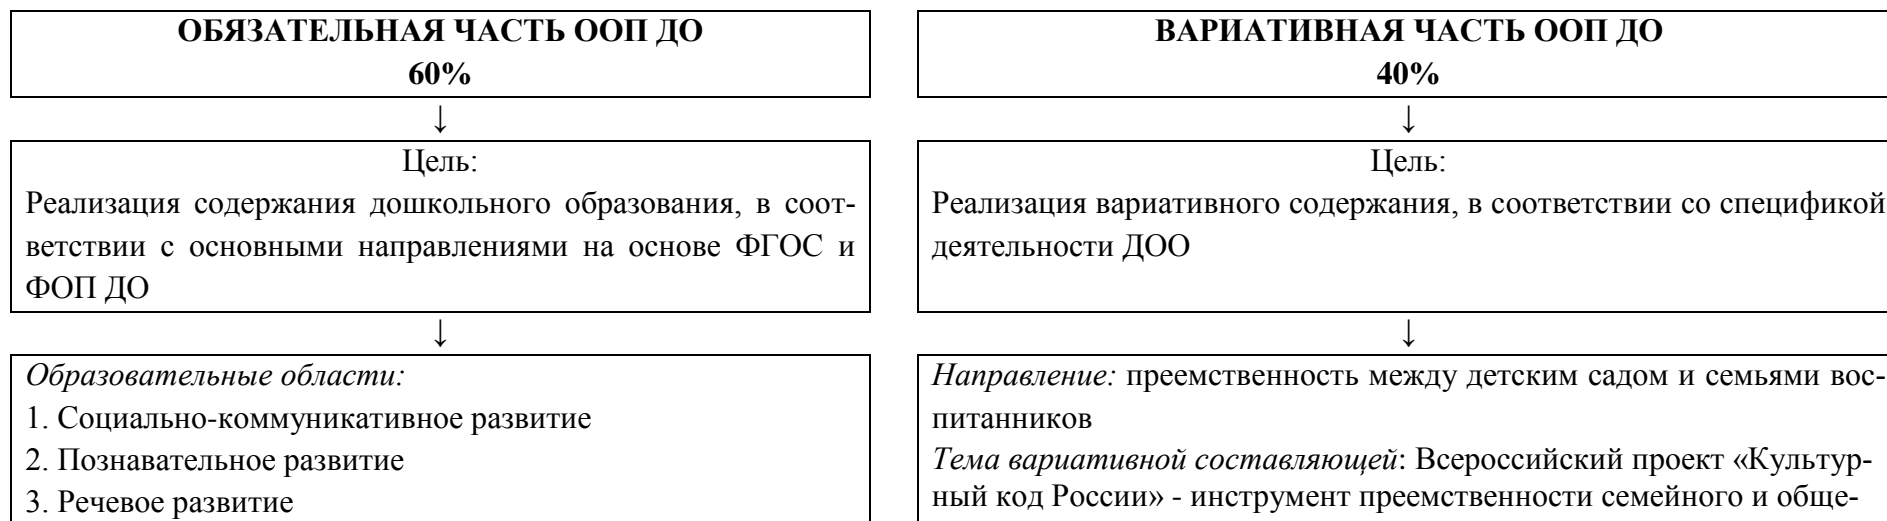 ОБЯЗАТЕЛЬНАЯ ЧАСТЬ ООП ДО
60%
↓
Цель:
Реализация содержания дошкольного образования, в соот-
ветствии с основными направлениями на основе ФГОС и
ФОП ДО
↓
Образовательные области:
1. Социально-коммуникативное развитие
2. Познавательное развитие
3. Речевое развитие
ВАРИАТИВНАЯ ЧАСТЬ ООП ДО
40%
↓
Цель:
Реализация вариативного содержания, в соответствии со спецификой
деятельности ДОО
↓
Направление: преемственность между детским садом и семьями вос-
питанников
Тема вариативной составляющей: Всероссийский проект «Культур-
ный код России» - инструмент преемственности семейного и обще-